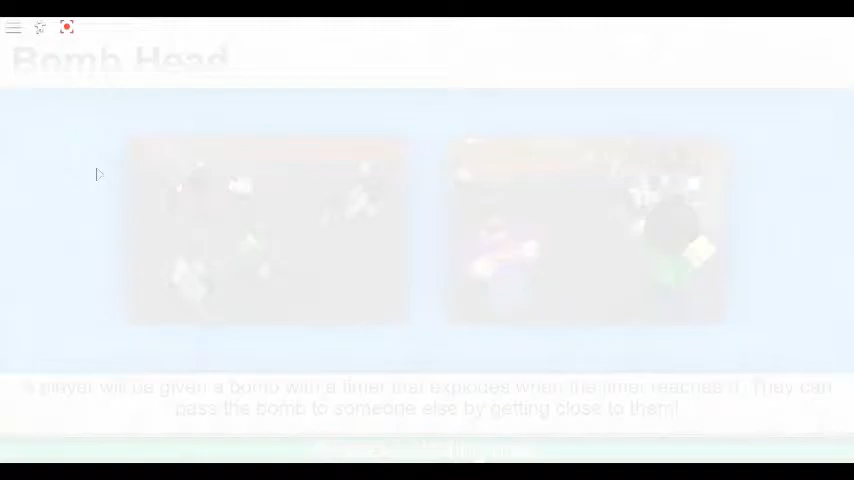 Bomb Head
A player will be given a bomb with a timer that explodes when the timer reaches 0. They can
pass the bomb to someone else by getting close to them!